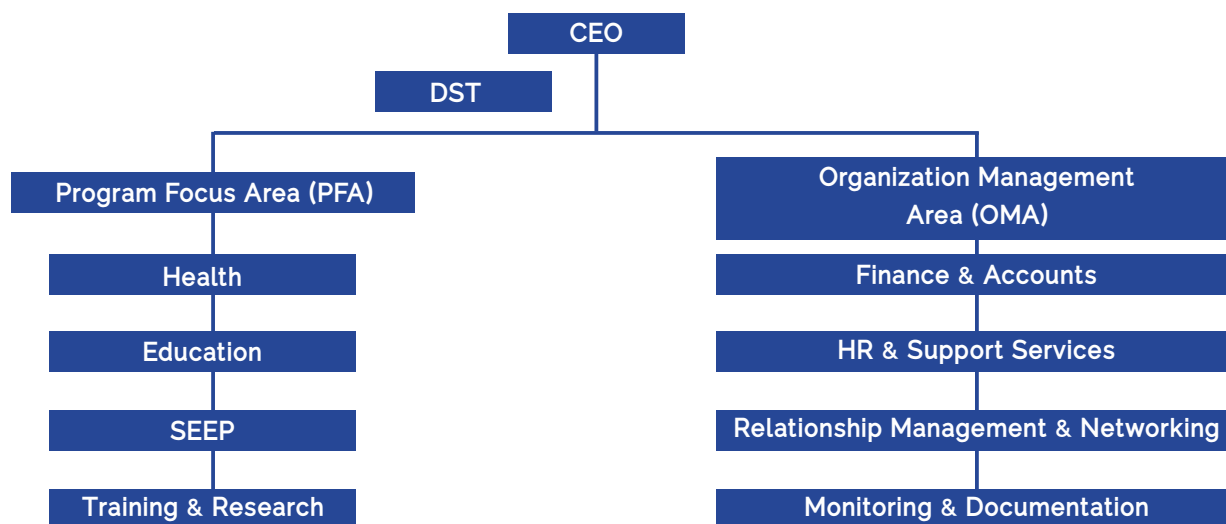 CEO
DST
Program Focus Area (PFA)
Health
Education
SEEP
Training & Research
Organization Management
Area (OMA)
Finance & Accounts
HR & Support Services
Relationship Management & Networking
Monitoring & Documentation